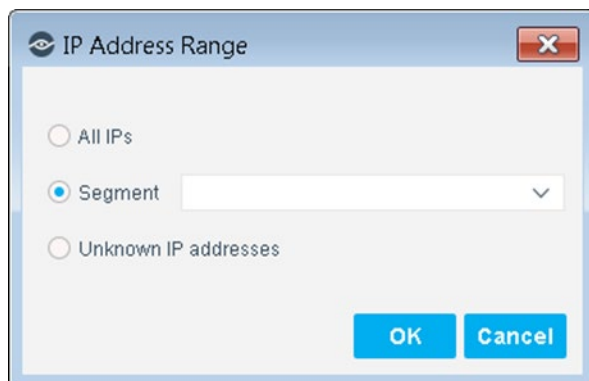 IP Address Range
All IPs
Segment
Unknown IP addresses
OK Cancel